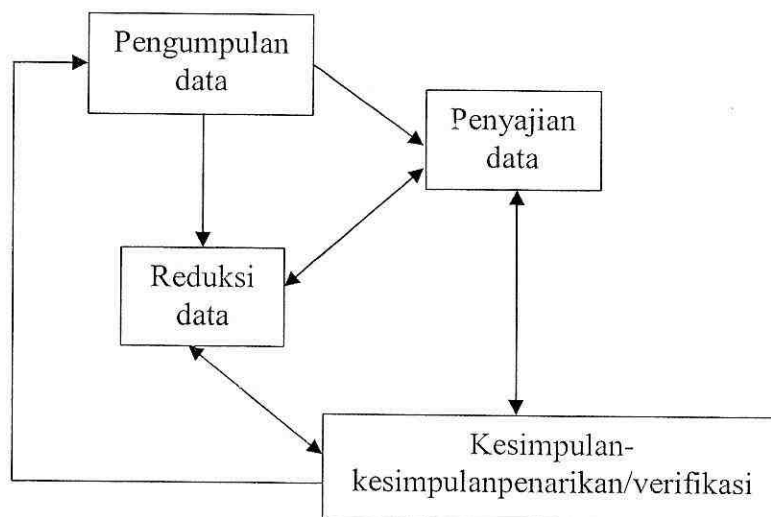 Pengumpulan
data
Penyajian
data
Reduksi
data
Kesimpulan-
kesimpulanpenarikan/verifikasi